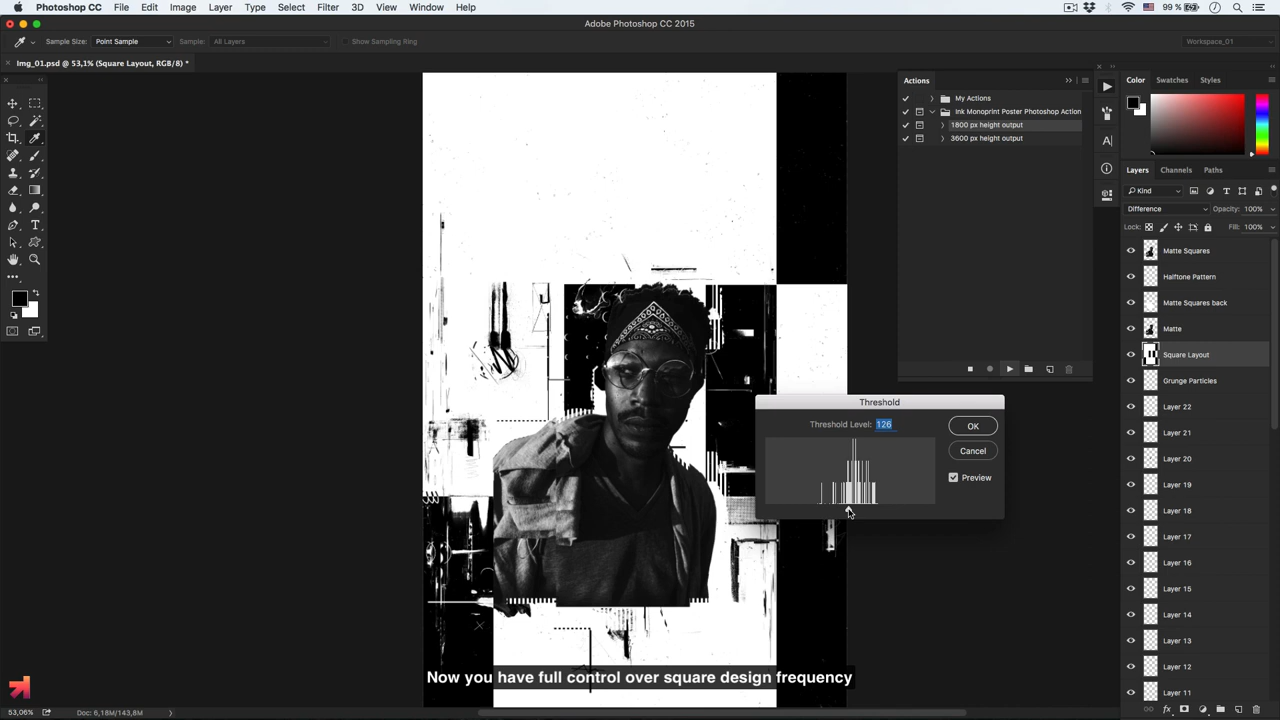 Photoshop CC File Edit Image Layer Type Select Filter 3D View Window Help 99 %
Adobe Photoshop CC 2015
Sample Size: Point Sample Sample: All Layers Show Sampling Ring Workspace_01
Img_01.psd @ 53,1% (Square Layout, RGB/8) *
Actions
My Actions
Ink Monoprint Poster Photoshop Action
1800 px height output
3600 px height output
Color Swatches Styles
Layers Channels Paths
Kind
Difference Opacity: 100%
Lock: Fill: 100%
Matte Squares
Halftone Pattern
Matte Squares back
Matte
Square Layout
Grunge Particles
Layer 22
Layer 21
Layer 20
Layer 19
Layer 18
Layer 17
Layer 16
Layer 15
Layer 14
Layer 13
Layer 12
Layer 11
Threshold
Threshold Level: 126
OK
Cancel
Preview
Now you have full control over square design frequency
53,06% Doc: 6,18M/143,8M